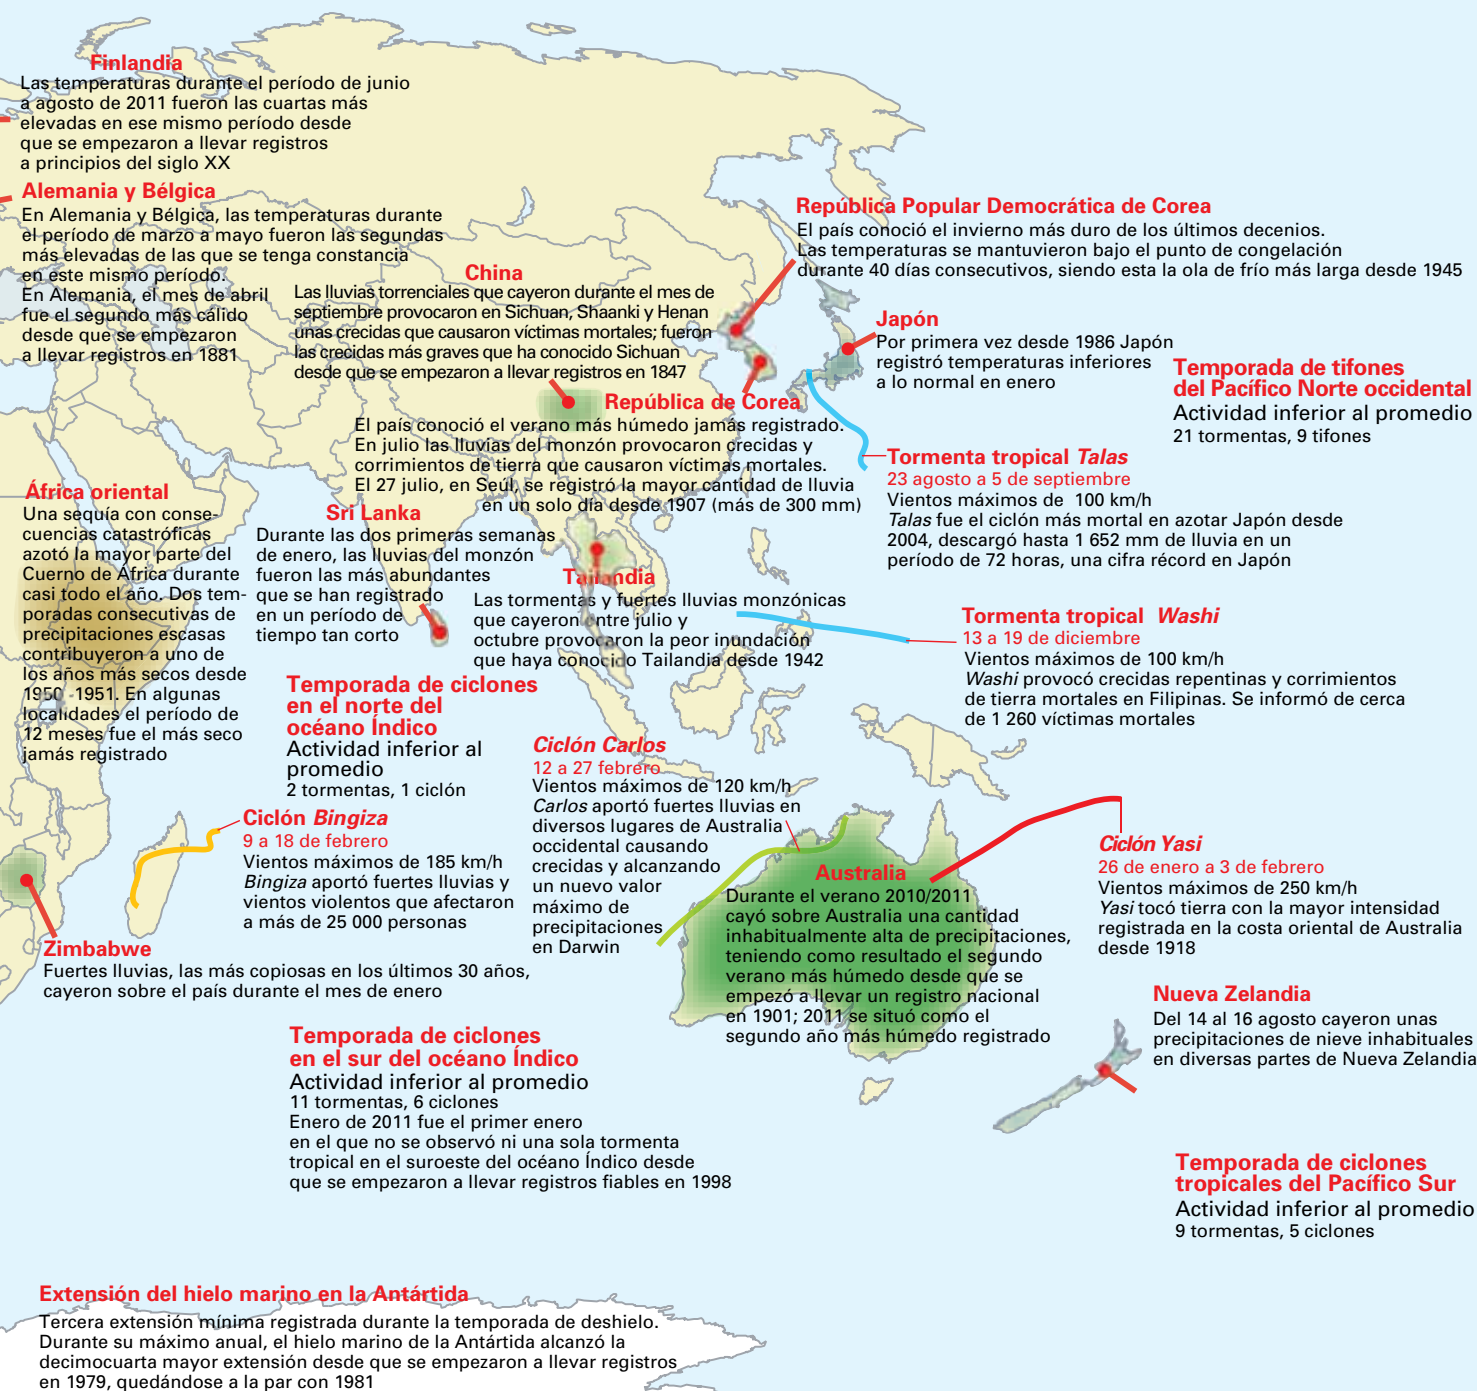 Finlandia
Las temperaturas durante el período de junio
a agosto de 2011 fueron las cuartas más
elevadas en ese mismo período desde
que se empezaron a llevar registros
a principios del siglo XX
Alemania y Bélgica
En Alemania y Bélgica, las temperaturas durante
el período de marzo a mayo fueron las segundas
más elevadas de las que se tenga constancia
en este mismo período.
En Alemania, el mes de abril
fue el segundo más cálido
desde que se empezaron
a llevar registros en 1881
China
Las lluvias torrenciales que cayeron durante el mes de
septiembre provocaron en Sichuan, Shaanki y Henan
unas crecidas que causaron víctimas mortales; fueron
las crecidas más graves que ha conocido Sichuan
desde que se empezaron a llevar registros en 1847
República Popular Democrática de Corea
El país conoció el invierno más duro de los últimos decenios.
Las temperaturas se mantuvieron bajo el punto de congelación
durante 40 días consecutivos, siendo esta la ola de frío más larga desde 1945
Japón
Por primera vez desde 1986 Japón
registró temperaturas inferiores
a lo normal en enero
Temporada de tifones
del Pacífico Norte occidental
Actividad inferior al promedio
21 tormentas, 9 tifones
República de Corea
El país conoció el verano más húmedo jamás registrado.
En julio las lluvias del monzón provocaron crecidas y
corrimientos de tierra que causaron víctimas mortales.
El 27 julio, en Seúl, se registró la mayor cantidad de lluvia
en un solo día desde 1907 (más de 300 mm)
Tormenta tropical Talas
23 agosto a 5 de septiembre
Vientos máximos de 100 km/h
Talas fue el ciclón más mortal en azotar Japón desde
2004, descargó hasta 1 652 mm de lluvia en un
período de 72 horas, una cifra récord en Japón
África oriental
Una sequía con conse-
cuencias catastróficas
azotó la mayor parte del
Cuerno de África durante
casi todo el año. Dos tem-
poradas consecutivas de
precipitaciones escasas
contribuyeron a uno de
los años más secos desde
1950 -1951. En algunas
localidades el período de
12 meses fue el más seco
jamás registrado
Sri Lanka
Durante las dos primeras semanas
de enero, las lluvias del monzón
fueron las más abundantes
que se han registrado
en un período de
tiempo tan corto
Tailandia
Las tormentas y fuertes lluvias monzónicas
que cayeron entre julio y
octubre provocaron la peor inundación
que haya conocido Tailandia desde 1942
Tormenta tropical Washi
13 a 19 de diciembre
Vientos máximos de 100 km/h
Washi provocó crecidas repentinas y corrimientos
de tierra mortales en Filipinas. Se informó de cerca
de 1 260 víctimas mortales
Temporada de ciclones
en el norte del
océano Índico
Actividad inferior al
promedio
2 tormentas, 1 ciclón
Ciclón Carlos
12 a 27 febrero
Vientos máximos de 120 km/h
Carlos aportó fuertes lluvias en
diversos lugares de Australia
occidental causando
crecidas y alcanzando
un nuevo valor
máximo de
precipitaciones
en Darwin
Ciclón Bingiza
9 a 18 de febrero
Vientos máximos de 185 km/h
Bingiza aportó fuertes lluvias y
vientos violentos que afectaron
a más de 25 000 personas
Australia
Durante el verano 2010/2011
cayó sobre Australia una cantidad
inhabitualmente alta de precipitaciones,
teniendo como resultado el segundo
verano más húmedo desde que se
empezó a llevar un registro nacional
en 1901; 2011 se situó como el
segundo año más húmedo registrado
Ciclón Yasi
26 de enero a 3 de febrero
Vientos máximos de 250 km/h
Yasi tocó tierra con la mayor intensidad
registrada en la costa oriental de Australia
desde 1918
Zimbabwe
Fuertes lluvias, las más copiosas en los últimos 30 años,
cayeron sobre el país durante el mes de enero
Nueva Zelandia
Del 14 al 16 agosto cayeron unas
precipitaciones de nieve inhabituales
en diversas partes de Nueva Zelandia
Temporada de ciclones
en el sur del océano Índico
Actividad inferior al promedio
11 tormentas, 6 ciclones
Enero de 2011 fue el primer enero
en el que no se observó ni una sola tormenta
tropical en el suroeste del océano Índico desde
que se empezaron a llevar registros fiables en 1998
Temporada de ciclones
tropicales del Pacífico Sur
Actividad inferior al promedio
9 tormentas, 5 ciclones
Extensión del hielo marino en la Antártida
Tercera extensión mínima registrada durante la temporada de deshielo.
Durante su máximo anual, el hielo marino de la Antártida alcanzó la
decimocuarta mayor extensión desde que se empezaron a llevar registros
en 1979, quedándose a la par con 1981